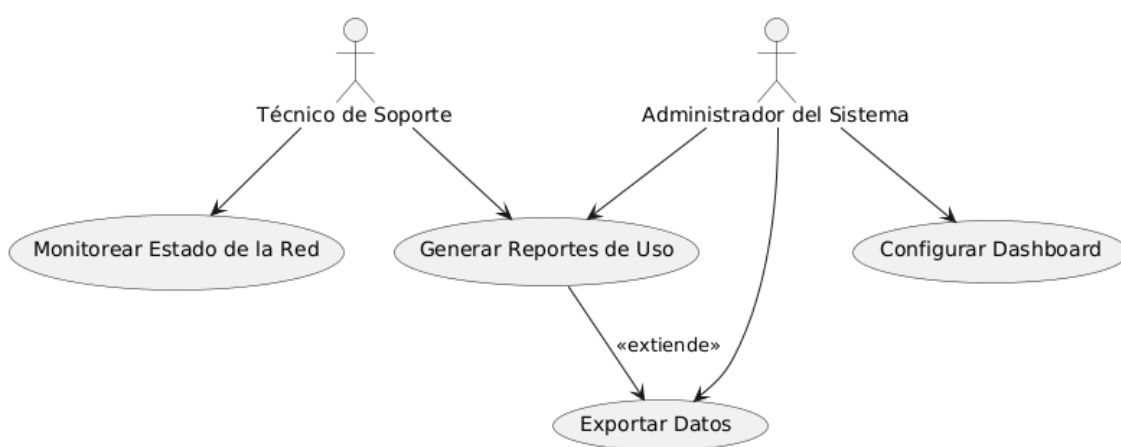 Técnico de Soporte
Administrador del Sistema
Monitorear Estado de la Red
Generar Reportes de Uso
Configurar Dashboard
«extiende»
Exportar Datos